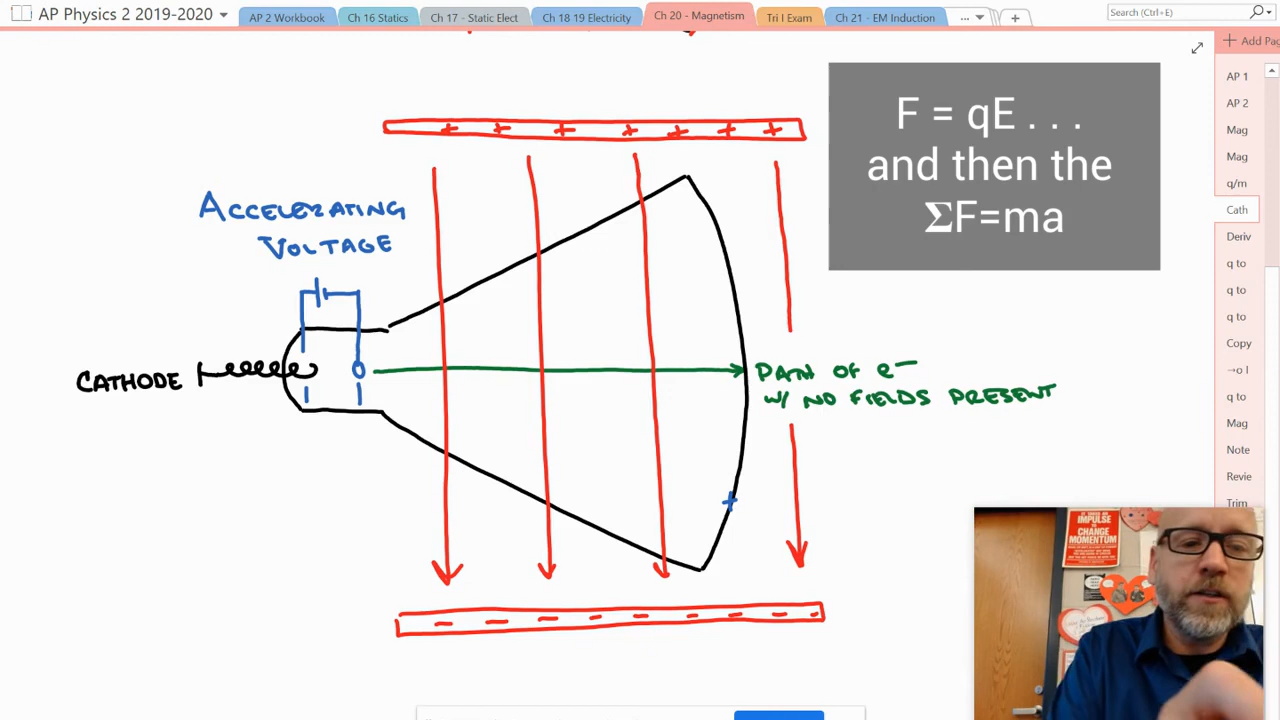 AP Physics 2 2019-2020
AP 2 Workbook
Ch 16 Statics
Ch 17 - Static Elect
Ch 18 19 Electricity
Ch 20 - Magnetism
Tri I Exam
Ch 21 - EM Induction
...
Search (Ctrl+E)
Add Pag
F = qE . . .
and then the
ΣF=ma
+ + + + + + +
ACCELERATING
VOLTAGE
CATHODE
PATH OF e-
W/ NO FIELDS PRESENT
+
- - - - - - - -
AP 1
AP 2
Mag
Mag
q/m
Cath
Deriv
q to
q to
q to
Copy
→o l
q to
Mag
Note
Revie
Trim
IMPULSE
CHANGE
MOMENTUM